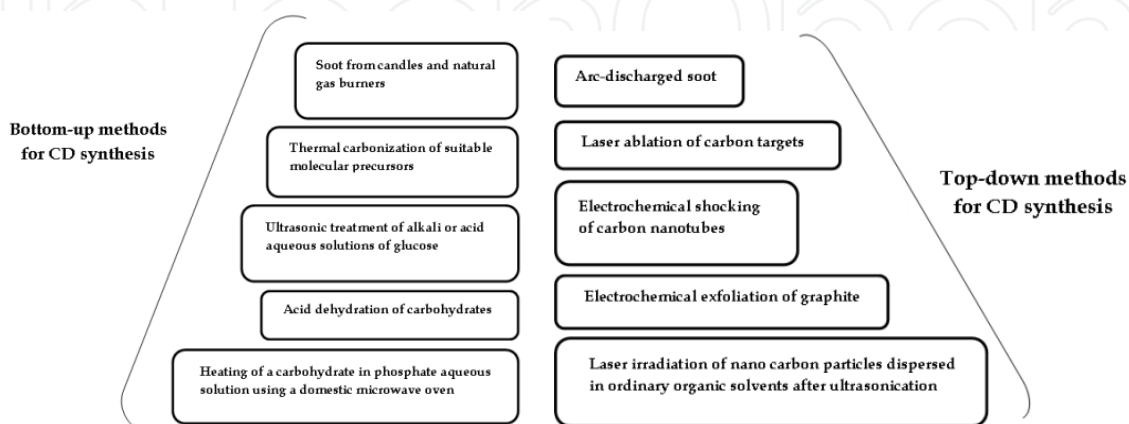 Bottom-up methods
for CD synthesis
Soot from candles and natural
gas burners
Thermal carbonization of suitable
molecular precursors
Ultrasonic treatment of alkali or acid
aqueous solutions of glucose
Acid dehydration of carbohydrates
Heating of a carbohydrate in phosphate aqueous
solution using a domestic microwave oven
Arc-discharged soot
Laser ablation of carbon targets
Electrochemical shocking
of carbon nanotubes
Electrochemical exfoliation of graphite
Laser irradiation of nano carbon particles dispersed
in ordinary organic solvents after ultrasonication
Top-down methods
for CD synthesis